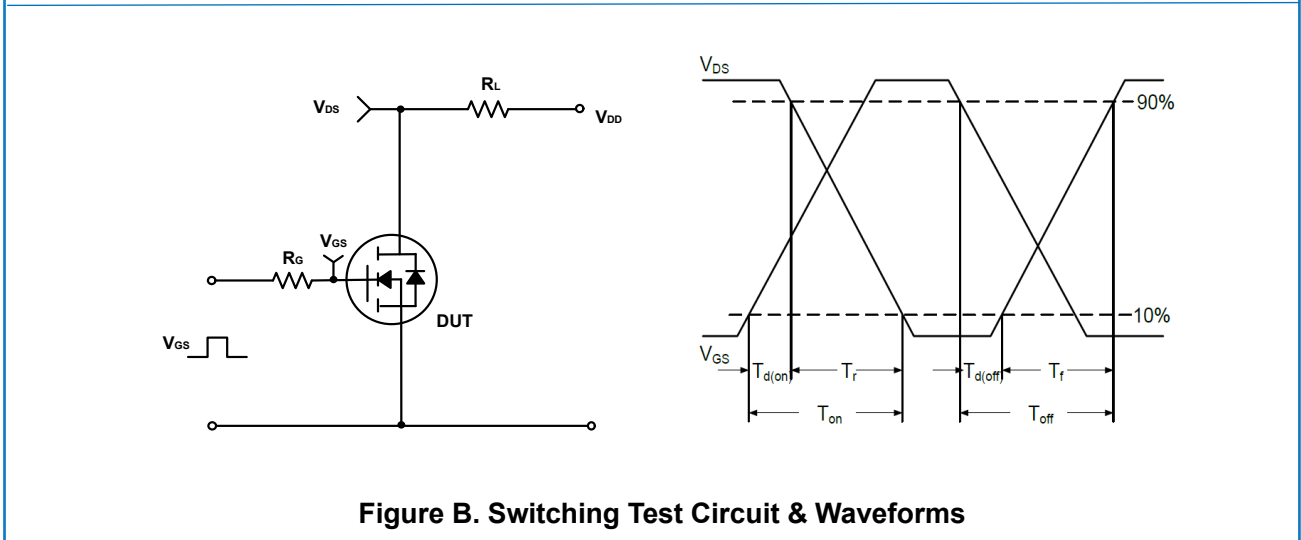 RL
VDS
VDD
VGS
RG
DUT
VGS
VDS
90%
10%
VGS
Td(on)
Tr
Td(off)
Tf
Ton
Toff
Figure B. Switching Test Circuit & Waveforms